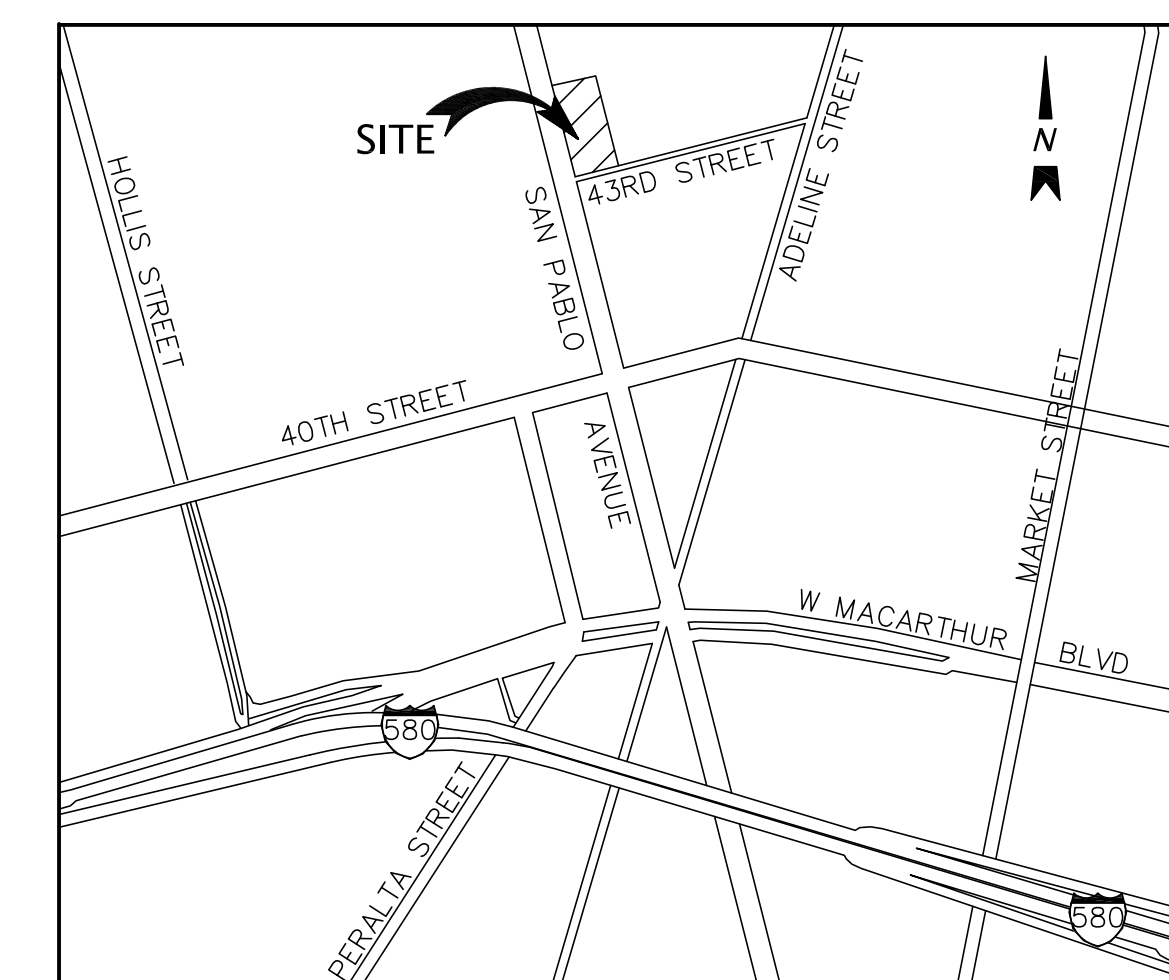 SITE
N
HOLLIS STREET
SAN PABLO
43RD STREET
ADELINE STREET
40TH STREET
AVENUE
MARKET STREET
W MACARTHUR
BLVD
580
PERALTA STREET
580